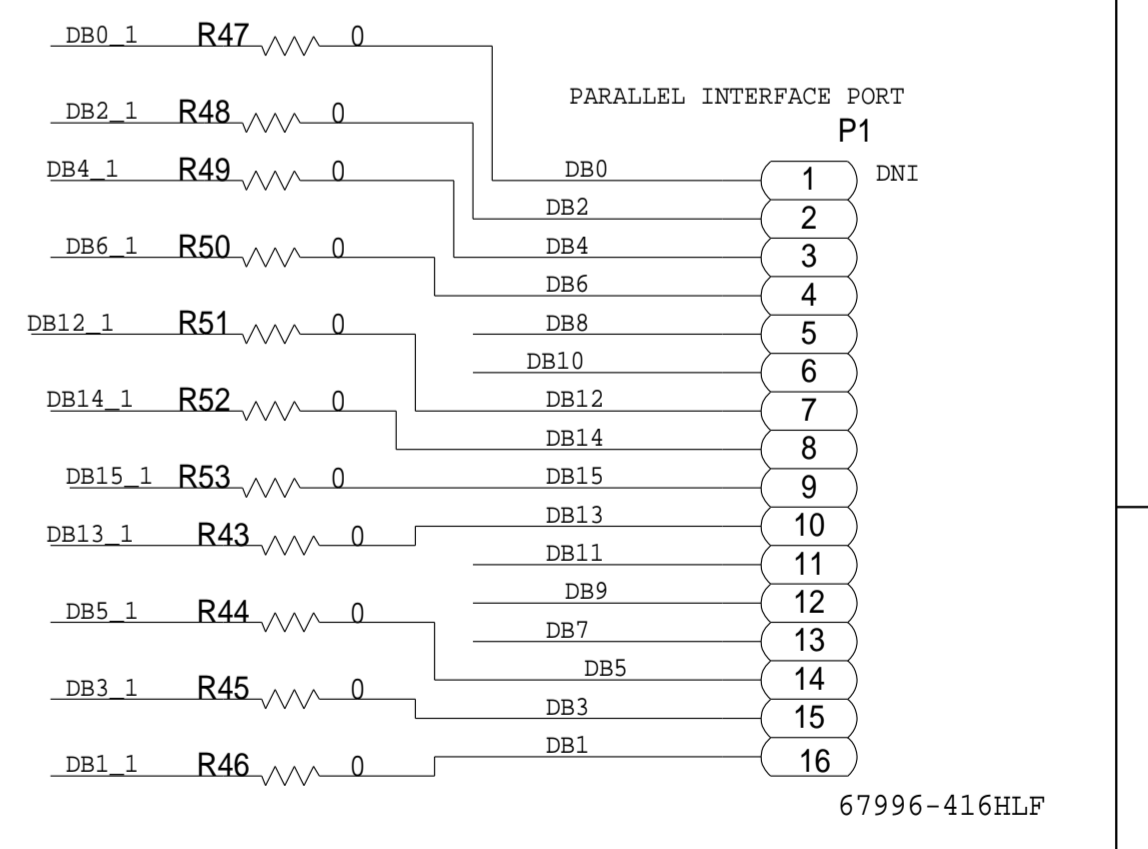 DB0_1 R47 0
PARALLEL INTERFACE PORT
DB2_1 R48 0
P1
DB4_1 R49 0 DB0 1 DNI
DB2 2
DB6_1 R50 0 DB4 3
DB6 4
DB12_1 R51 0 DB8 5
DB10 6
DB14_1 R52 0 DB12 7
DB14 8
DB15_1 R53 0 DB15 9
DB13_1 R43 0 DB13 10
DB11 11
DB5_1 R44 0 DB9 12
DB7 13
DB3_1 R45 0 DB5 14
DB3 15
DB1_1 R46 0 DB1 16
67996-416HLF